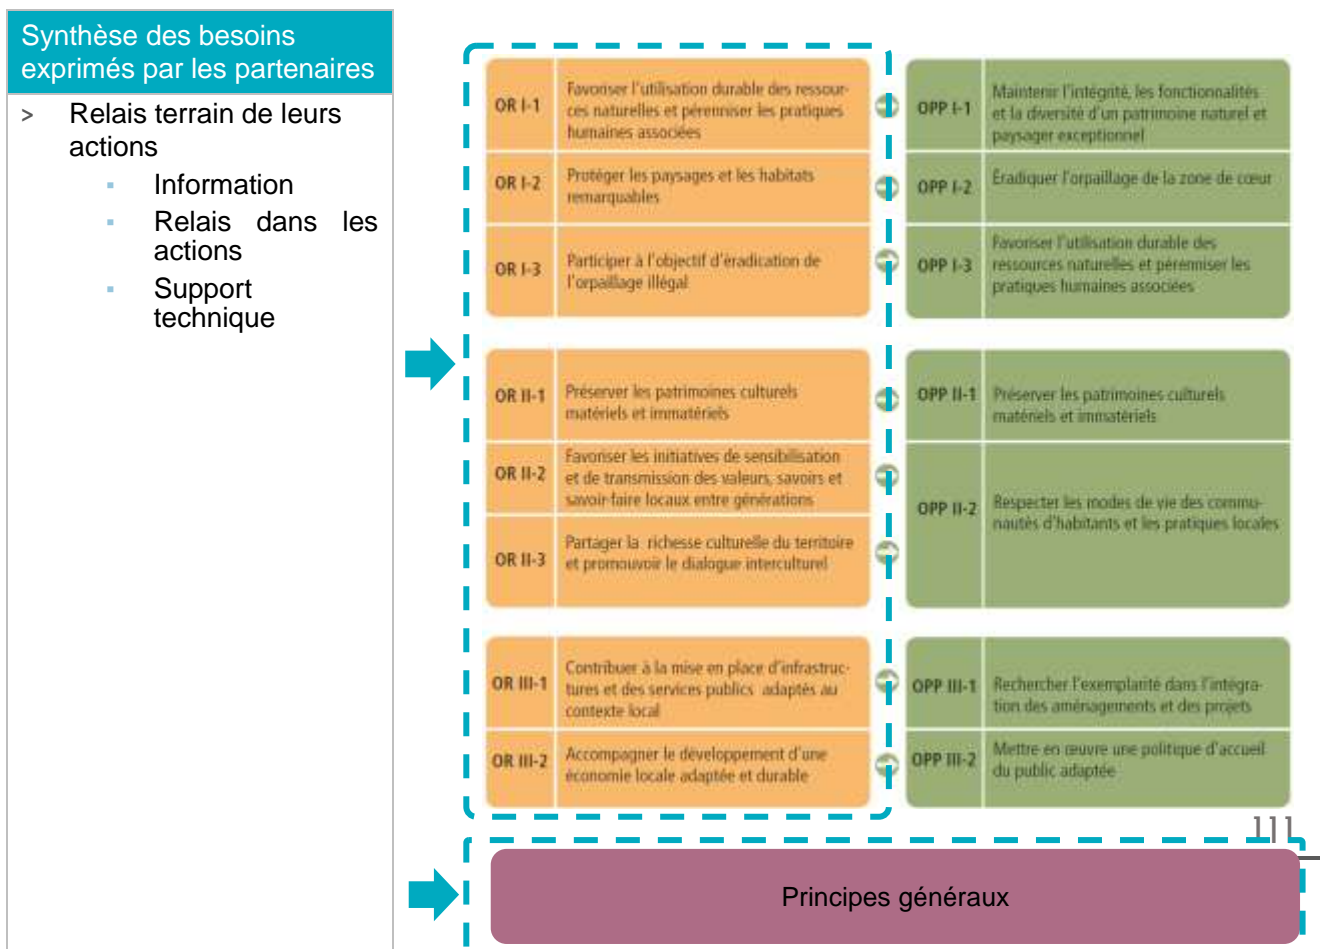 Synthèse des besoins
exprimés par les partenaires
> Relais terrain de leurs
actions
▪ Information
▪ Relais dans les
actions
▪ Support
technique
OR I-1
Favoriser l'utilisation durable des ressour-
ces naturelles et pérenniser les pratiques
humaines associées
OPP I-1
Maintenir l'intégrité, les fonctionnalités
et la diversité d'un patrimoine naturel et
paysager exceptionnel
OR I-2
Protéger les paysages et les habitats
remarquables
OPP I-2
Éradiquer l'orpaillage de la zone de cœur
OR I-3
Participer à l'objectif d'éradication de
l'orpaillage illégal
OPP I-3
Favoriser l'utilisation durable des
ressources naturelles et pérenniser les
pratiques humaines associées
OR II-1
Préserver les patrimoines culturels
matériels et immatériels
OPP II-1
Préserver les patrimoines culturels
matériels et immatériels
OR II-2
Favoriser les initiatives de sensibilisation
et de transmission des valeurs, savoirs et
savoir-faire locaux entre générations
OPP II-2
Respecter les modes de vie des commu-
nautés d'habitants et les pratiques locales
OR II-3
Partager la richesse culturelle du territoire
et promouvoir le dialogue interculturel
OR III-1
Contribuer à la mise en place d'infrastruc-
tures et des services publics adaptés au
contexte local
OPP III-1
Rechercher l'exemplarité dans l'intégra-
tion des aménagements et des projets
OR III-2
Accompagner le développement d'une
économie locale adaptée et durable
OPP III-2
Mettre en œuvre une politique d'accueil
du public adaptée
111
Principes généraux